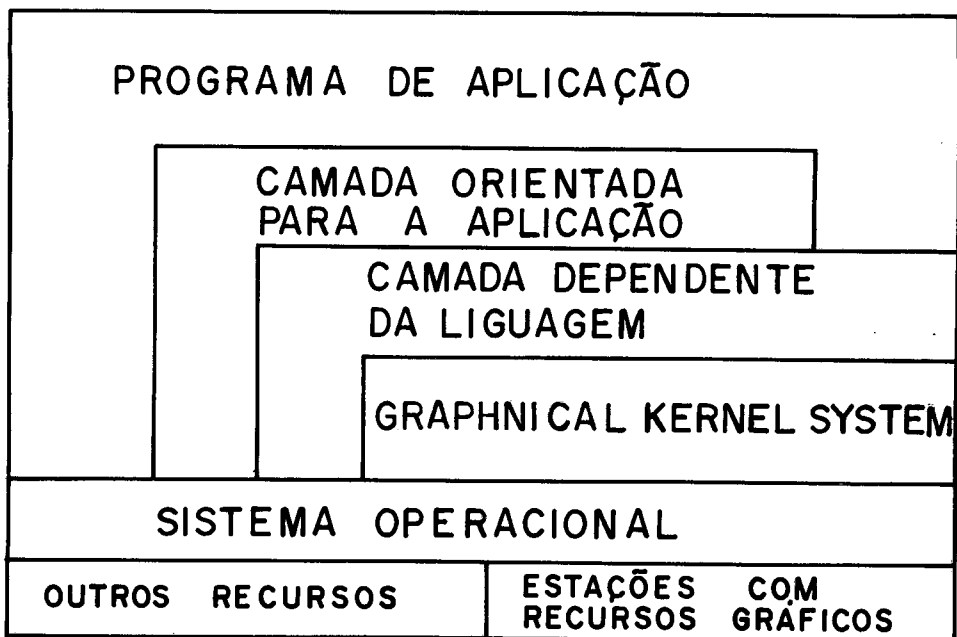 PROGRAMA DE APLICAÇÃO
CAMADA ORIENTADA
PARA A APLICAÇÃO
CAMADA DEPENDENTE
DA LIGUAGEM
GRAPHNICAL KERNEL SYSTEM
SISTEMA OPERACIONAL
OUTROS RECURSOS
ESTAÇÕES COM
RECURSOS GRÁFICOS